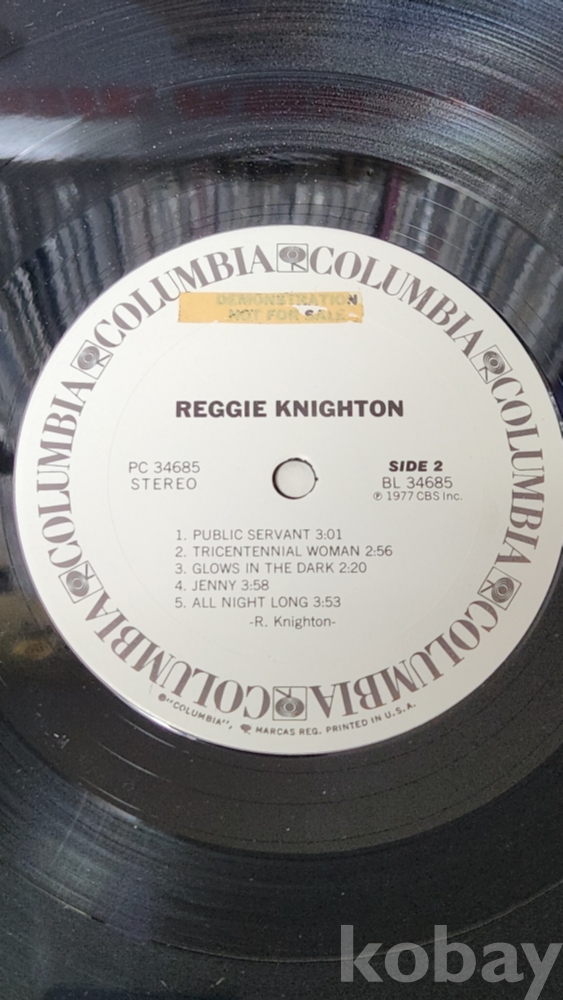 COLUMBIA COLUMBIA COLUMBIA COLUMBIA COLUMBIA COLUMBIA COLUMBIA COLUMBIA
DEMONSTRATION
NOT FOR SALE
REGGIE KNIGHTON
PC 34685
STEREO
SIDE 2
BL 34685
℗ 1977 CBS Inc.
1. PUBLIC SERVANT 3:01
2. TRICENTENNIAL WOMAN 2:56
3. GLOWS IN THE DARK 2:20
4. JENNY 3:58
5. ALL NIGHT LONG 3:53
-R. Knighton-
®"COLUMBIA", MARCAS REG. PRINTED IN U.S.A.
kobay